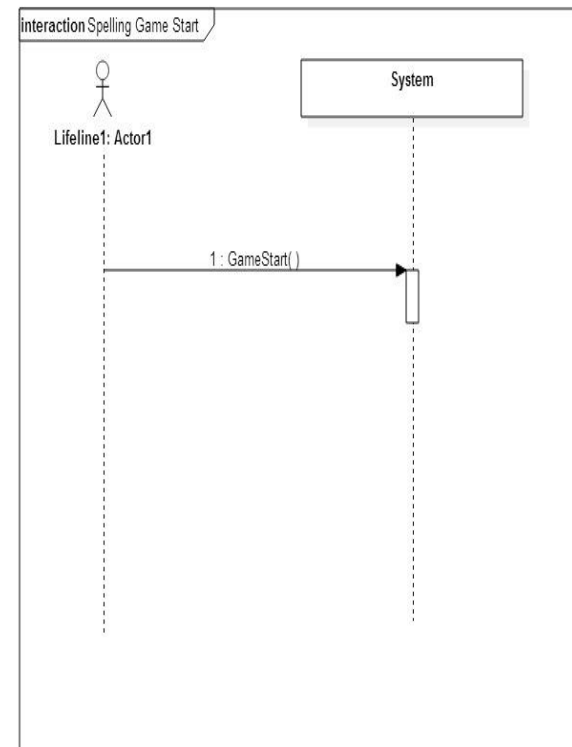 interaction Spelling Game Start
System
Lifeline1: Actor1
1 : GameStart( )